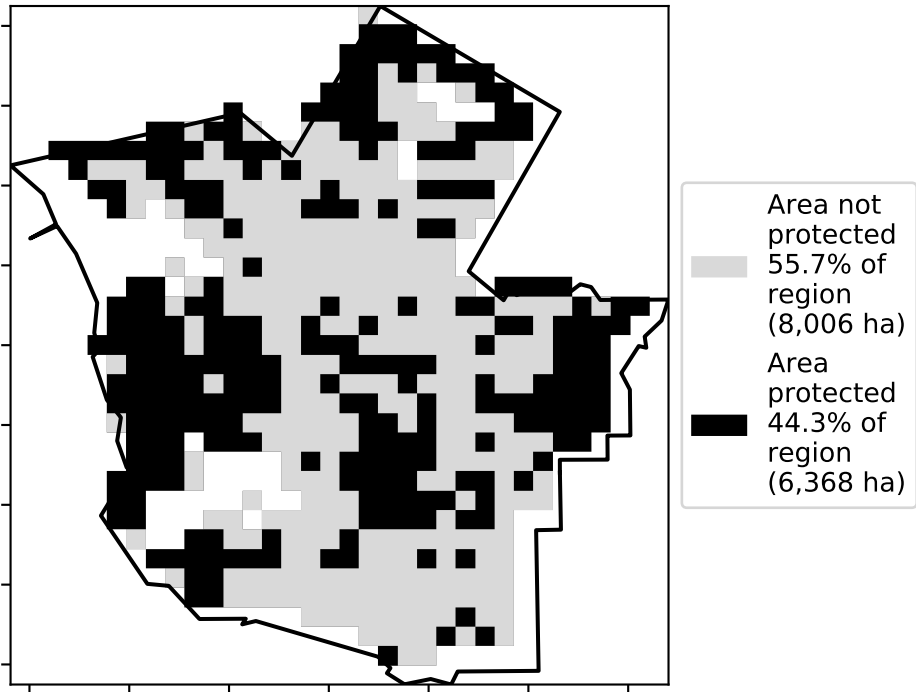 Area not
protected
55.7% of
region
(8,006 ha)
Area
protected
44.3% of
region
(6,368 ha)